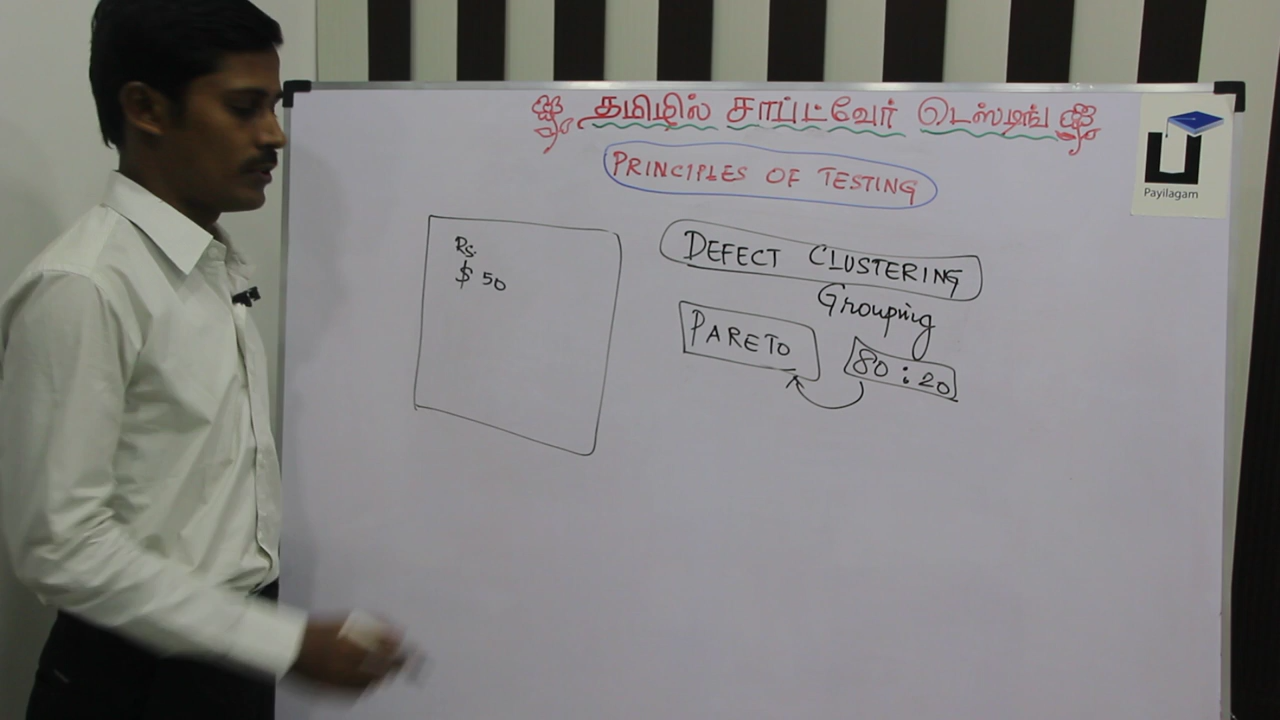 தமிழில் சாப்ட்வேர் டெஸ்டிங்
PRINCIPLES OF TESTING
Payilagam
Rs.
$ 50
DEFECT CLUSTERING
Grouping
PARETO
80 : 20